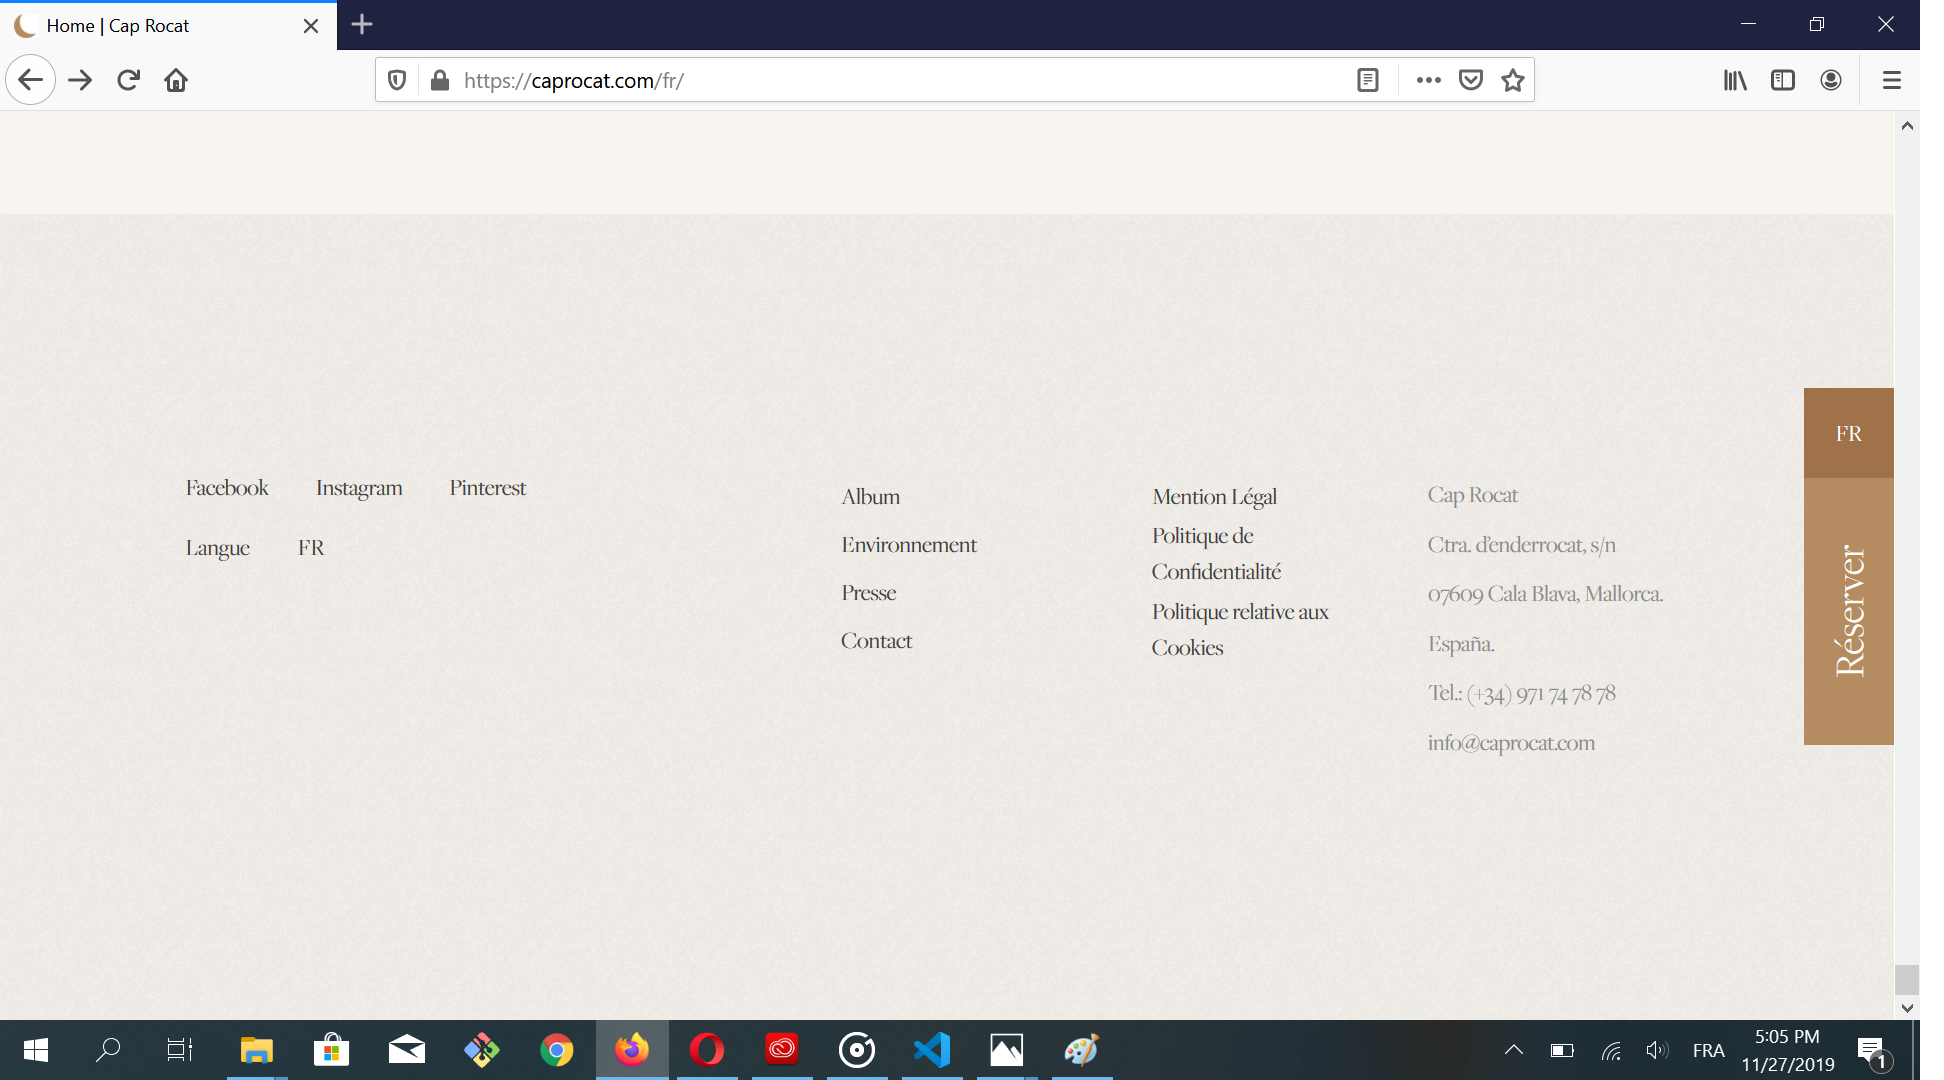 Home | Cap Rocat
https://caprocat.com/fr/
FR
Réserver
Facebook Instagram Pinterest
Langue FR
Album
Environnement
Presse
Contact
Mention Légal
Politique de
Confidentialité
Politique relative aux
Cookies
Cap Rocat
Ctra. d'enderrocat, s/n
07609 Cala Blava, Mallorca.
España.
Tel.: (+34) 971 74 78 78
info@caprocat.com
FRA
5:05 PM
11/27/2019
1